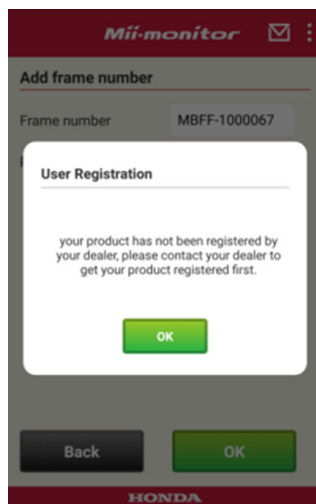 Mii-monitor
Add frame number
Frame number MBFF-1000067
User Registration
your product has not been registered by
your dealer, please contact your dealer to
get your product registered first.
OK
Back OK
HONDA